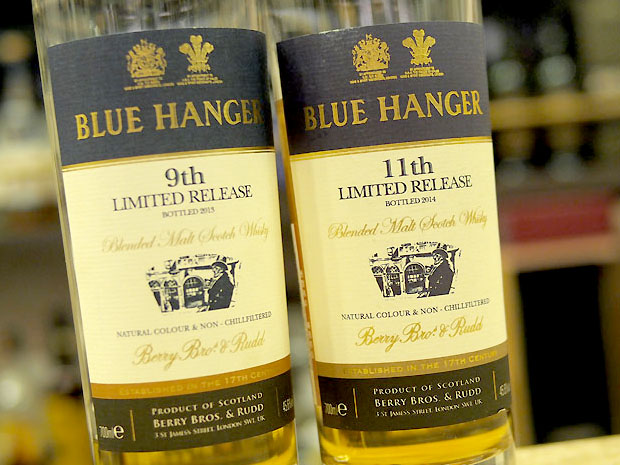 BLUE HANGER
9th
LIMITED RELEASE
BOTTLED 2013
Blended Malt Scotch Whisky
NATURAL COLOUR & NON - CHILLFILTERED
Berry Bros. & Rudd
ESTABLISHED IN THE 17TH CENTURY
PRODUCT OF SCOTLAND
BERRY BROS. & RUDD
3 ST JAMES'S STREET, LONDON SW1, UK
700ml e
BLUE HANGER
11th
LIMITED RELEASE
BOTTLED 2014
Blended Malt Scotch Whisky
NATURAL COLOUR & NON - CHILLFILTERED
Berry Bros. & Rudd
ESTABLISHED IN THE 17TH CENTURY
PRODUCT OF SCOTLAND
BERRY BROS. & RUDD
3 ST JAMES'S STREET, LONDON SW1, UK
700ml e